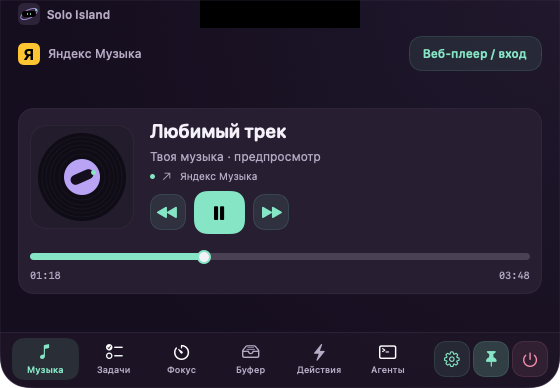 Solo Island
Я Яндекс Музыка
Веб-плеер / вход
Любимый трек
Твоя музыка · предпросмотр
Яндекс Музыка
01:18 03:48
Музыка Задачи Фокус Буфер Действия Агенты